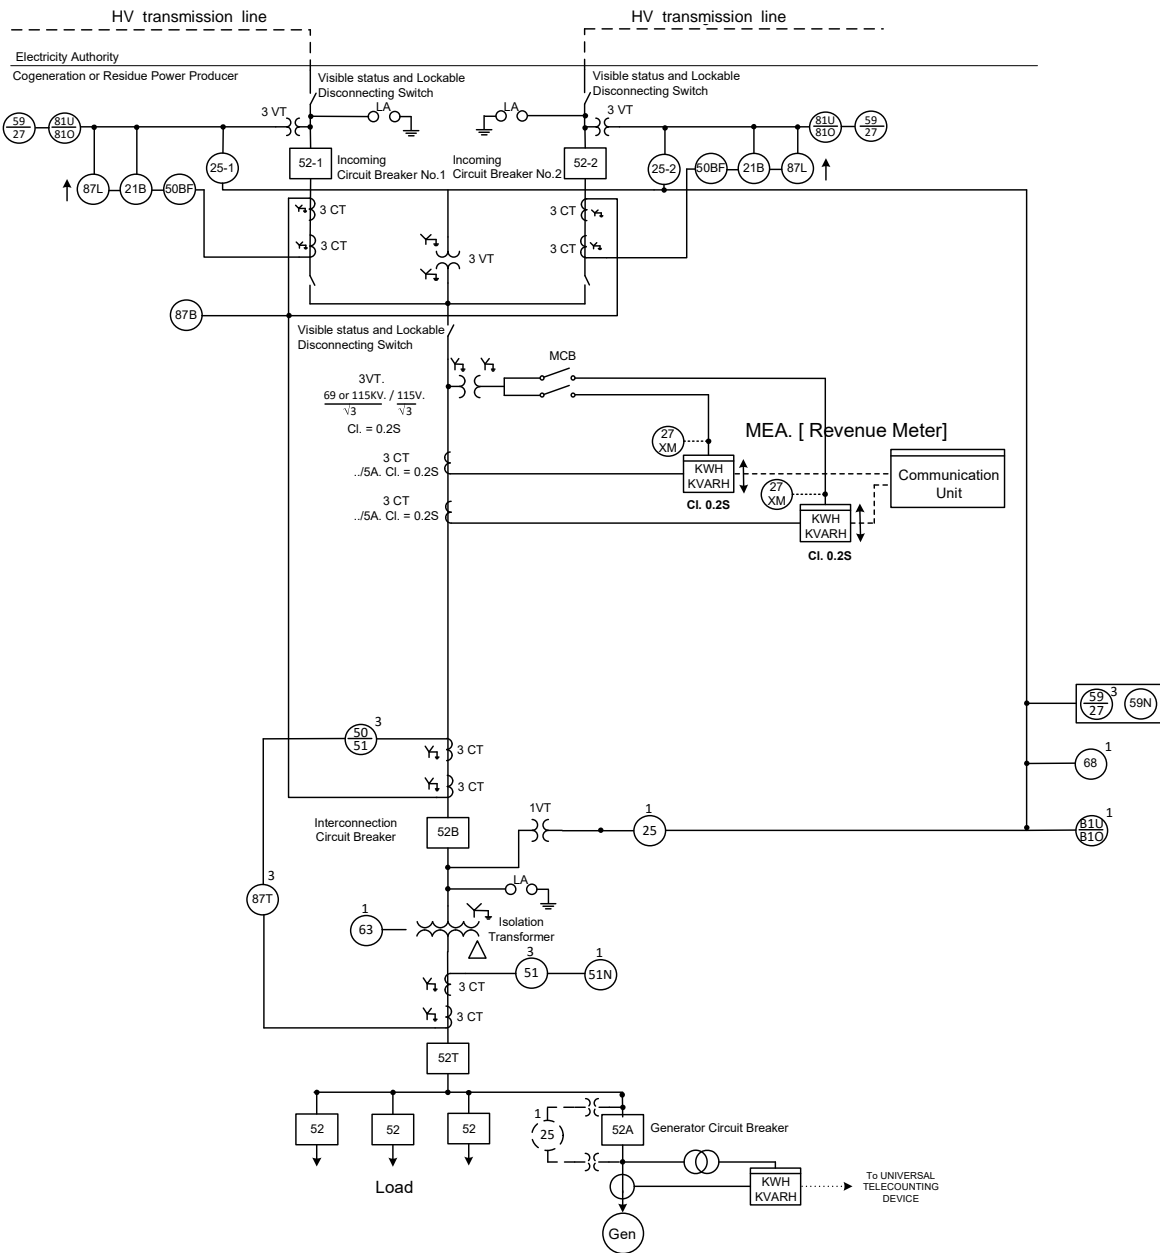 HV transmission line
HV transmission line
Electricity Authority
Cogeneration or Residue Power Producer
Visible status and Lockable
Disconnecting Switch
Visible status and Lockable
Disconnecting Switch
3 VT
LA
LA
3 VT
59
27
81U
81O
81U
81O
59
27
52-1
Incoming
Circuit Breaker No.1
Incoming
Circuit Breaker No.2
52-2
87L
21B
50BF
25-1
25-2
50BF
21B
87L
3 CT
3 CT
3 CT
3 CT
3 VT
87B
Visible status and Lockable
Disconnecting Switch
MCB
3VT.
69 or 115KV. / 115V.
√3 √3
Cl. = 0.2S
27
XM
MEA. [ Revenue Meter]
3 CT
../5A. Cl. = 0.2S
KWH
KVARH
Cl. 0.2S
Communication
Unit
27
XM
3 CT
../5A. Cl. = 0.2S
KWH
KVARH
Cl. 0.2S
59
27
3
59N
50
51
3
3 CT
68
1
3 CT
Interconnection
Circuit Breaker
52B
1VT
1
25
B1U
B1O
1
LA
3
87T
1
63
Isolation
Transformer
3
51
1
51N
3 CT
3 CT
52T
52
52
52
1
25
52A
Generator Circuit Breaker
Load
KWH
KVARH
To UNIVERSAL
TELECOUNTING
DEVICE
Gen